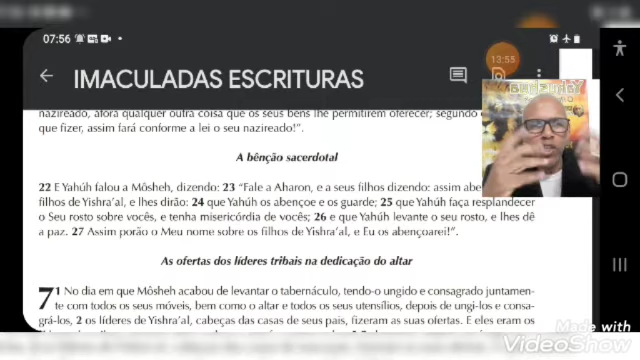 07:56
13:55
IMACULADAS ESCRITURAS
nazireado, afora qualquer outra coisa que os seus bens lhe permitirem oferecer; segundo
que fizer, assim fará conforme a lei o seu nazireado!".
A bênção sacerdotal
22 E Yahúh falou a Môsheh, dizendo: 23 "Fale a Aharon, e a seus filhos dizendo: assim
filhos de Yishra'al, e lhes dirão: 24 que Yahúh os abençoe e os guarde; 25 que Yahúh faça resplandecer
o Seu rosto sobre vocês, e tenha misericórdia de vocês; 26 e que Yahúh levante o seu rosto, e lhes dê
a paz. 27 Assim porão o Meu nome sobre os filhos de Yishra'al, e Eu os abençoarei!".
As ofertas dos líderes tribais na dedicação do altar
7 1 No dia em que Môsheh acabou de levantar o tabernáculo, tendo-o ungido e consagrado juntamen-
te com todos os seus móveis, bem como o altar e todos os seus utensílios, depois de ungi-los e consa-
grá-los, 2 os líderes de Yishra'al, cabeças das casas de seus pais, fizeram as suas ofertas. E eles eram os
Made with
VideoShow